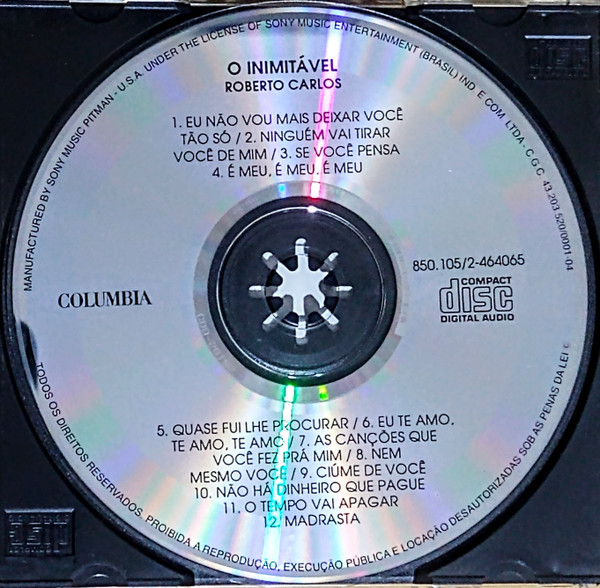 MANUFACTURED BY SONY MUSIC PITMAN - U.S.A. UNDER THE LICENSE OF SONY MUSIC ENTERTAINMENT (BRASIL) IND. E COM. LTDA - C.G.C. 43.203.520/0001-04
O INIMITÁVEL
ROBERTO CARLOS
1. EU NÃO VOU MAIS DEIXAR VOCÊ
TÃO SÓ / 2. NINGUÉM VAI TIRAR
VOCÊ DE MIM / 3. SE VOCÊ PENSA
4. É MEU, É MEU, É MEU
COLUMBIA
850.105/2-464065
COMPACT
disc
DIGITAL AUDIO
5. QUASE FUI LHE PROCURAR / 6. EU TE AMO,
TE AMO, TE AMO / 7. AS CANÇÕES QUE
VOCÊ FEZ PRÁ MIM / 8. NEM
MESMO VOCÊ / 9. CIÚME DE VOCÊ
10. NÃO HÁ DINHEIRO QUE PAGUE
11. O TEMPO VAI APAGAR
12. MADRASTA
TODOS OS DIREITOS RESERVADOS. PROIBIDA A REPRODUÇÃO, EXECUÇÃO PÚBLICA E LOCAÇÃO DESAUTORIZADAS SOB AS PENAS DA LEI